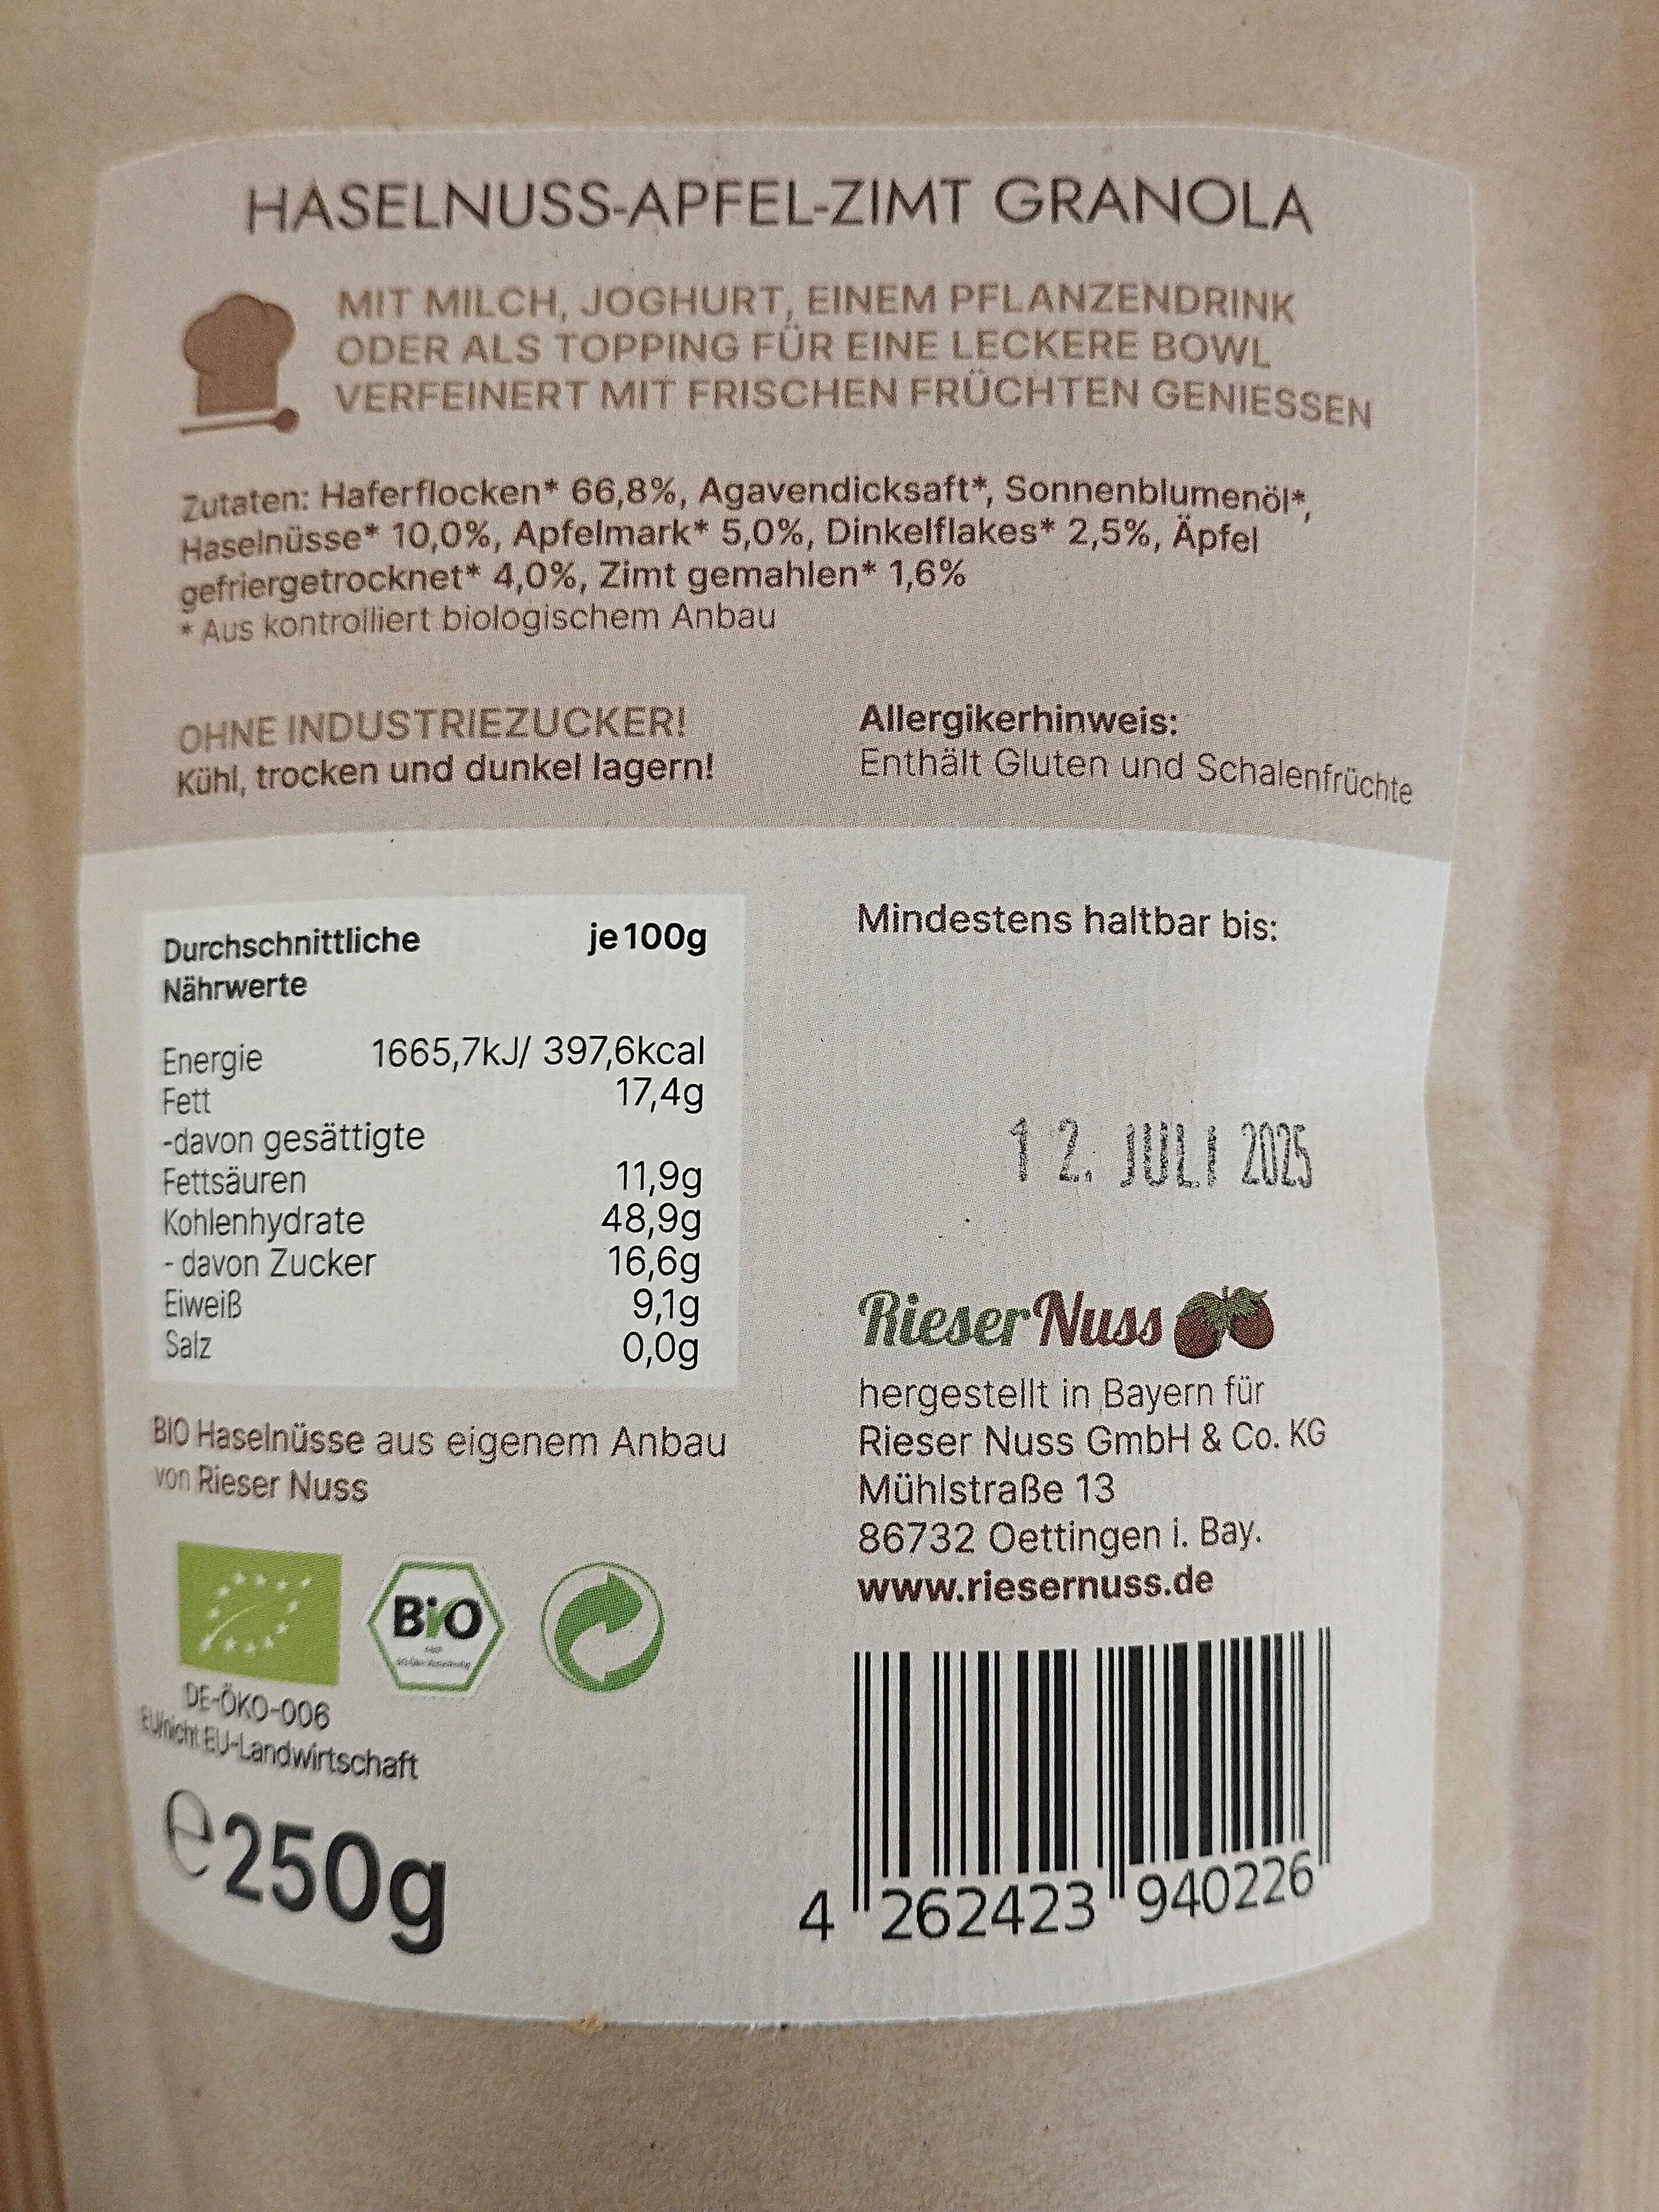 HASELNUSS-APFEL-ZIMT GRANOLA
MIT MILCH, JOGHURT, EINEM PFLANZENDRINK
ODER ALS TOPPING FÜR EINE LECKERE BOWL
VERFEINERT MIT FRISCHEN FRÜCHTEN GENIESSEN
Zutaten: Haferflocken* 66,8%, Agavendicksaft*, Sonnenblumenöl*,
Haselnüsse* 10,0%, Apfelmark* 5,0%, Dinkelflakes* 2,5%, Äpfel
gefriergetrocknet* 4,0%, Zimt gemahlen* 1,6%
* Aus kontrolliert biologischem Anbau
OHNE INDUSTRIEZUCKER!
Kühl, trocken und dunkel lagern!
Allergikerhinweis:
Enthält Gluten und Schalenfrüchte
Durchschnittliche je 100g
Nährwerte
Energie 1665,7kJ/ 397,6kcal
Fett 17,4g
-davon gesättigte
Fettsäuren 11,9g
Kohlenhydrate 48,9g
- davon Zucker 16,6g
Eiweiß 9,1g
Salz 0,0g
BIO Haselnüsse aus eigenem Anbau
von Rieser Nuss
Bio
DE-ÖKO-006
EU/nicht EU-Landwirtschaft
e250g
Mindestens haltbar bis:
12. JULI 2025
Rieser Nuss
hergestellt in Bayern für
Rieser Nuss GmbH & Co. KG
Mühlstraße 13
86732 Oettingen i. Bay.
www.riesernuss.de
4 262423 940226